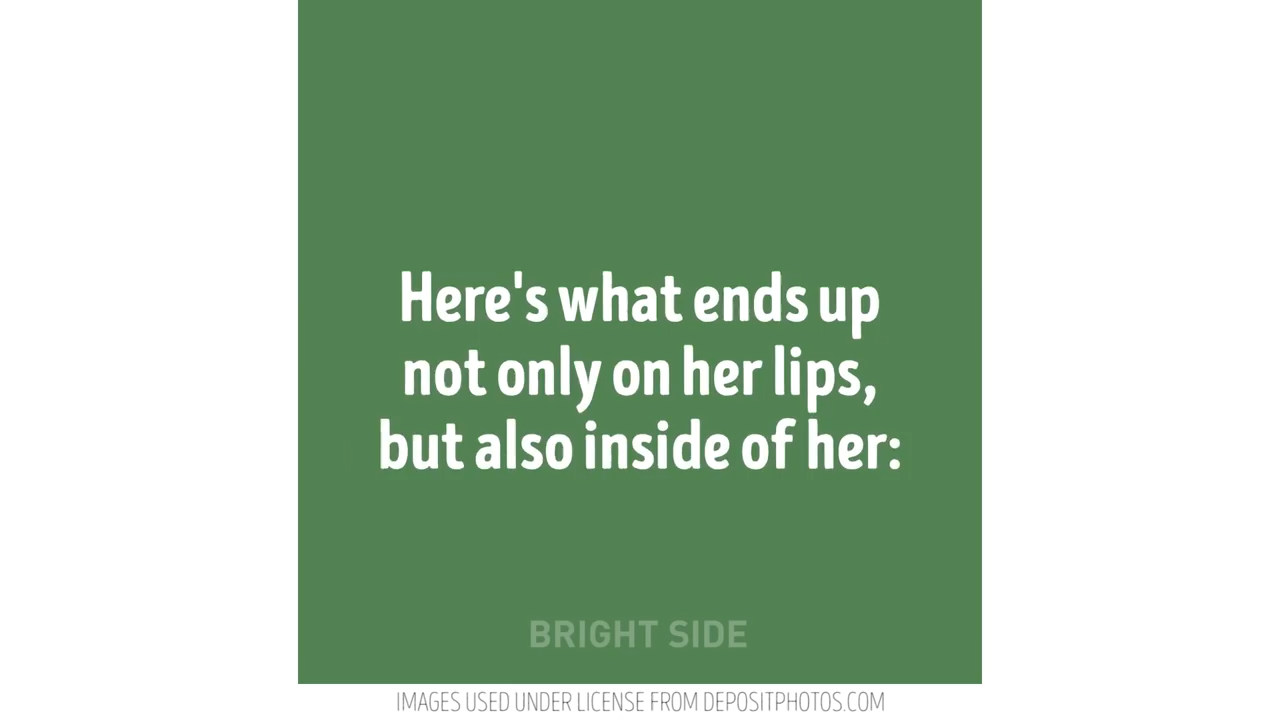 Here's what ends up
not only on her lips,
but also inside of her:
BRIGHT SIDE
IMAGES USED UNDER LICENSE FROM DEPOSITPHOTOS.COM